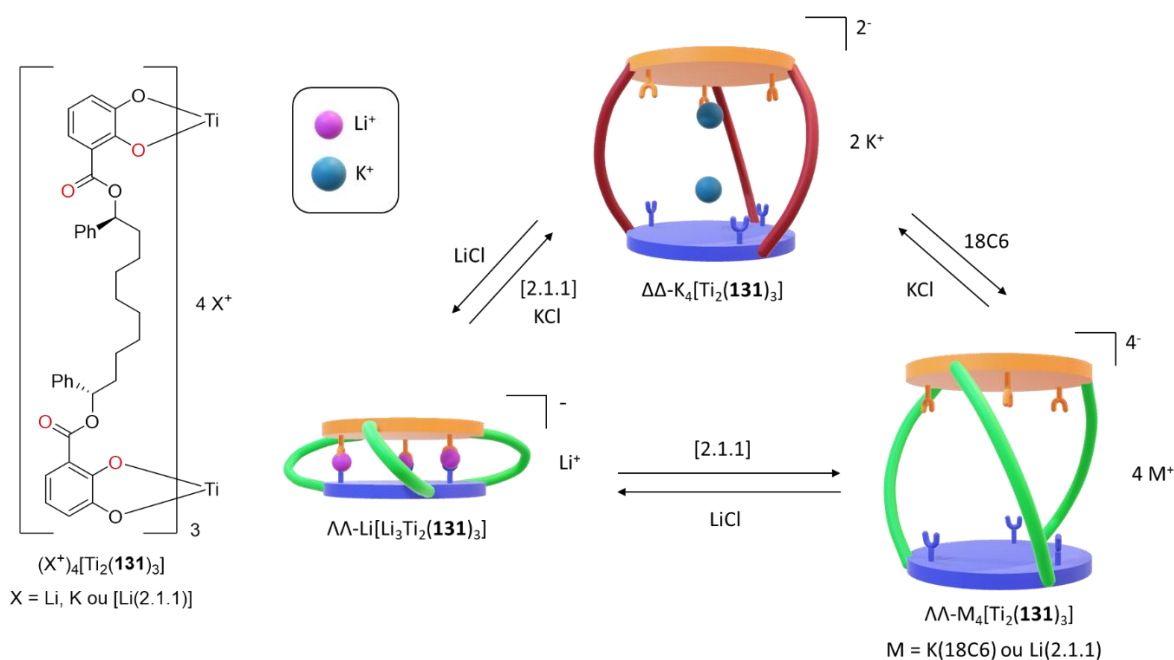 O
O
Ti
O
O
Ph
Ph
O
O
O
O
Ti
3
4 X⁺
(X⁺)₄[Ti₂(131)₃]
X = Li, K ou [Li(2.1.1)]
Li⁺
K⁺
2-
2 K⁺
ΔΔ-K₄[Ti₂(131)₃]
LiCl
[2.1.1]
KCl
18C6
KCl
-
Li⁺
ΛΛ-Li[Li₃Ti₂(131)₃]
[2.1.1]
LiCl
4-
4 M⁺
ΛΛ-M₄[Ti₂(131)₃]
M = K(18C6) ou Li(2.1.1)